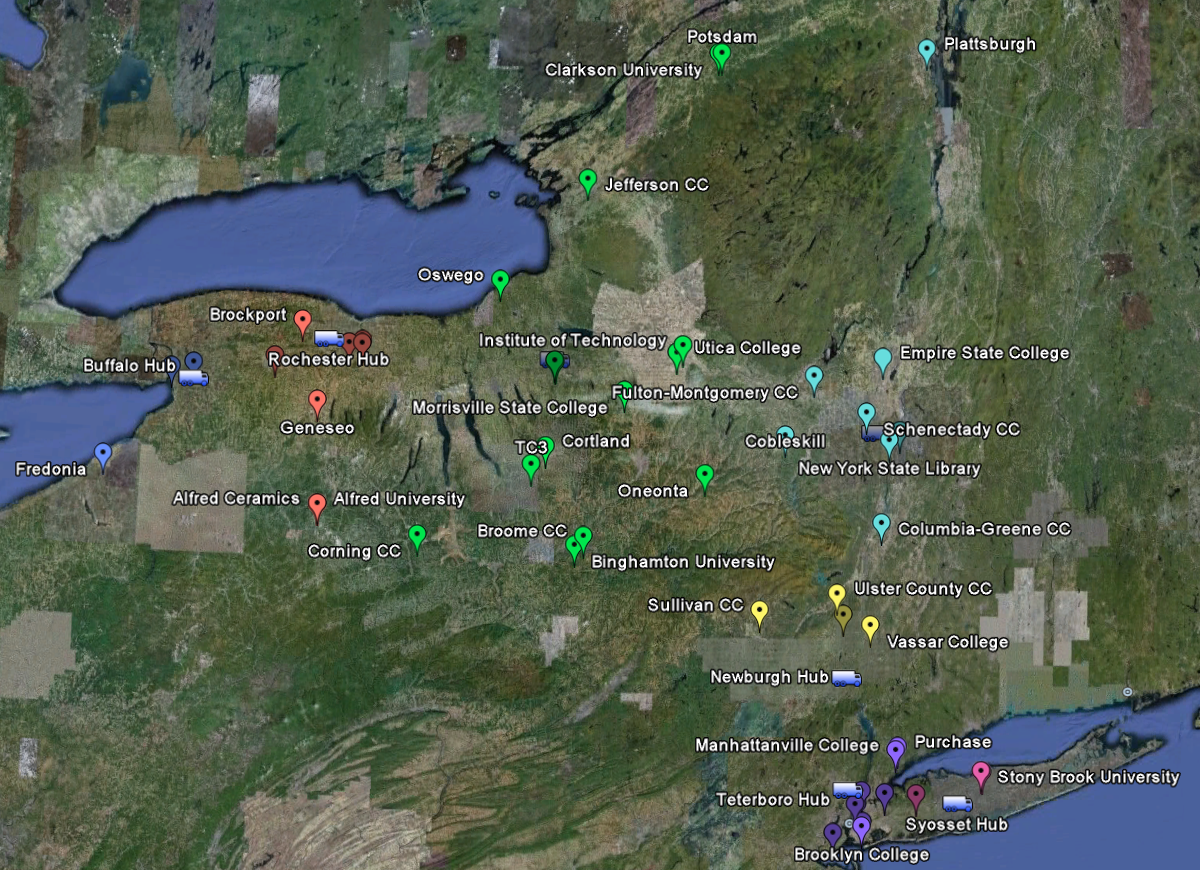 Potsdam
Plattsburgh
Clarkson University
Jefferson CC
Oswego
Brockport
Institute of Technology
Utica College
Empire State College
Rochester Hub
Buffalo Hub
Fulton-Montgomery CC
Morrisville State College
Geneseo
Schenectady CC
TC3
Cortland
Cobleskill
New York State Library
Fredonia
Oneonta
Alfred Ceramics
Alfred University
Columbia-Greene CC
Broome CC
Corning CC
Binghamton University
Ulster County CC
Sullivan CC
Vassar College
Newburgh Hub
Manhattanville College
Purchase
Stony Brook University
Teterboro Hub
Syosset Hub
Brooklyn College